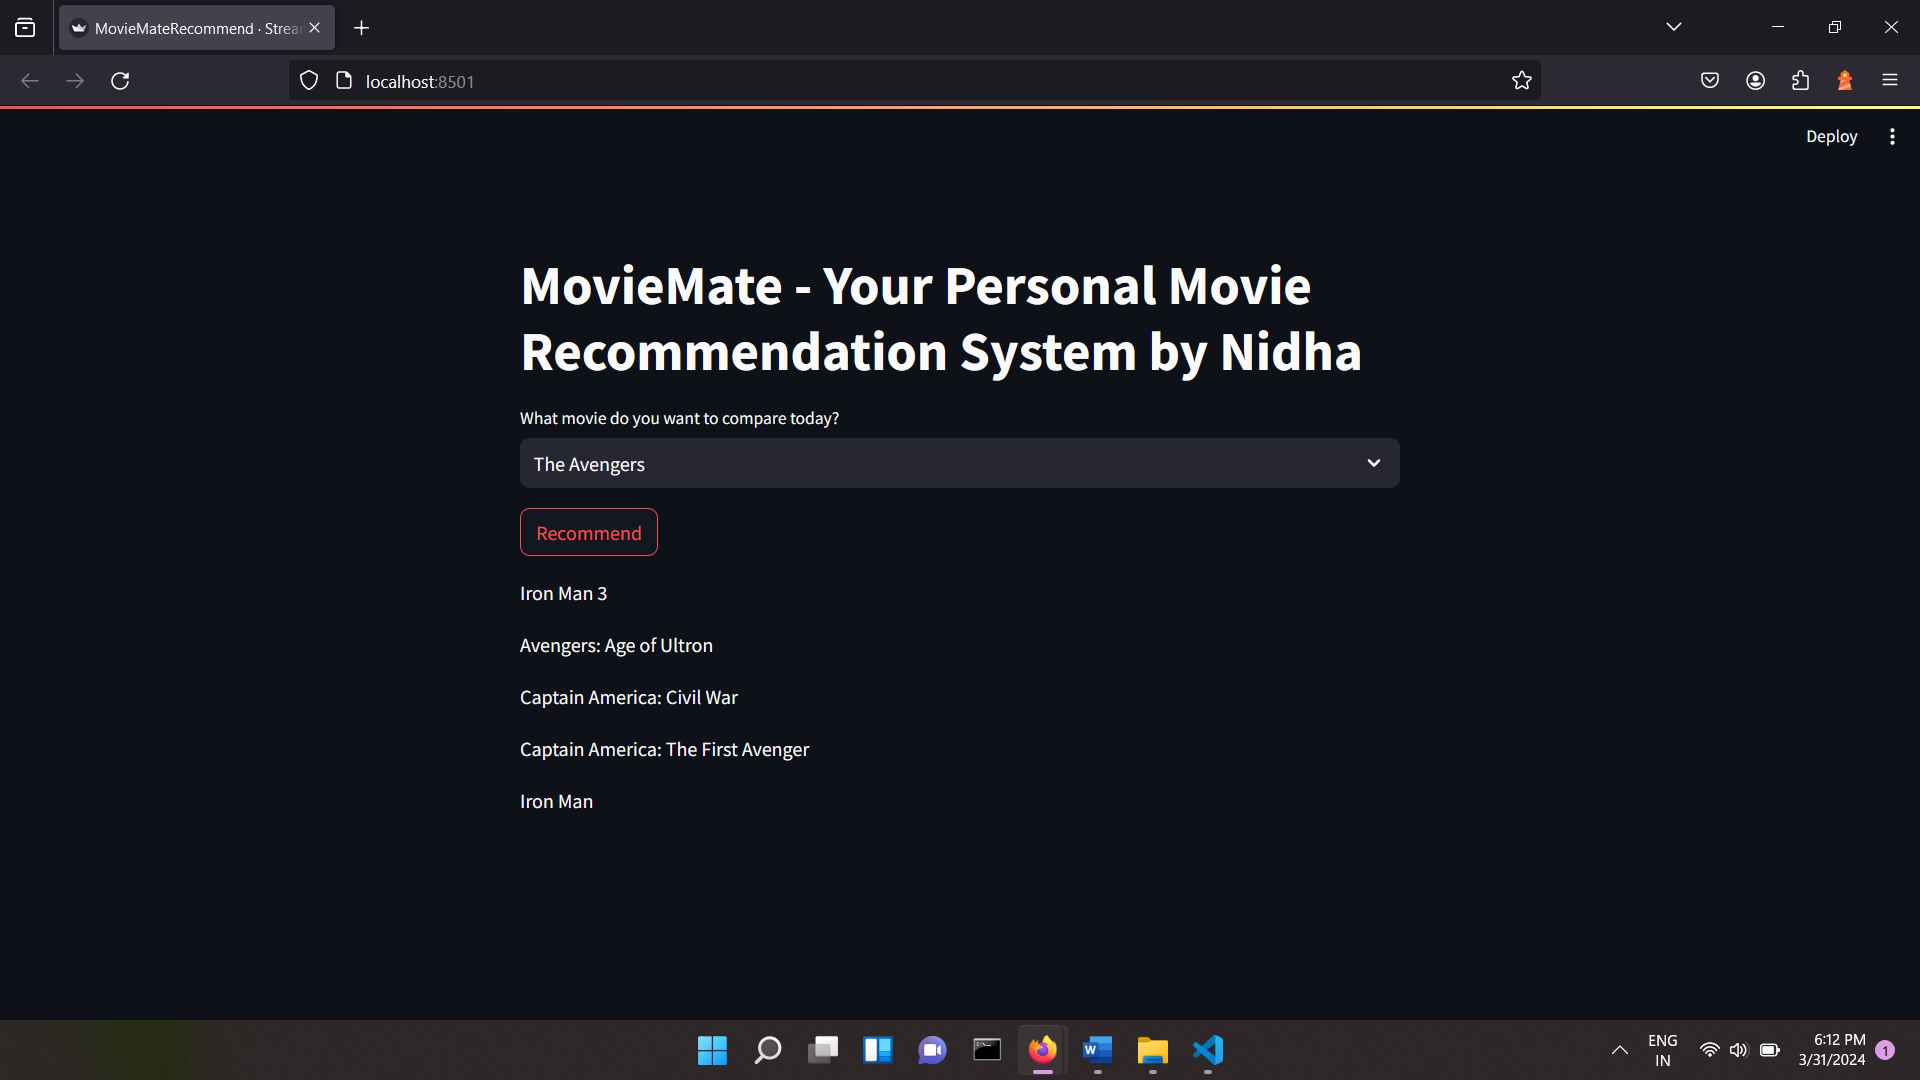 MovieMateRecommend · Strea
localhost:8501
Deploy
MovieMate - Your Personal Movie
Recommendation System by Nidha
What movie do you want to compare today?
The Avengers
Recommend
Iron Man 3
Avengers: Age of Ultron
Captain America: Civil War
Captain America: The First Avenger
Iron Man
W
ENG
IN
6:12 PM
3/31/2024
1